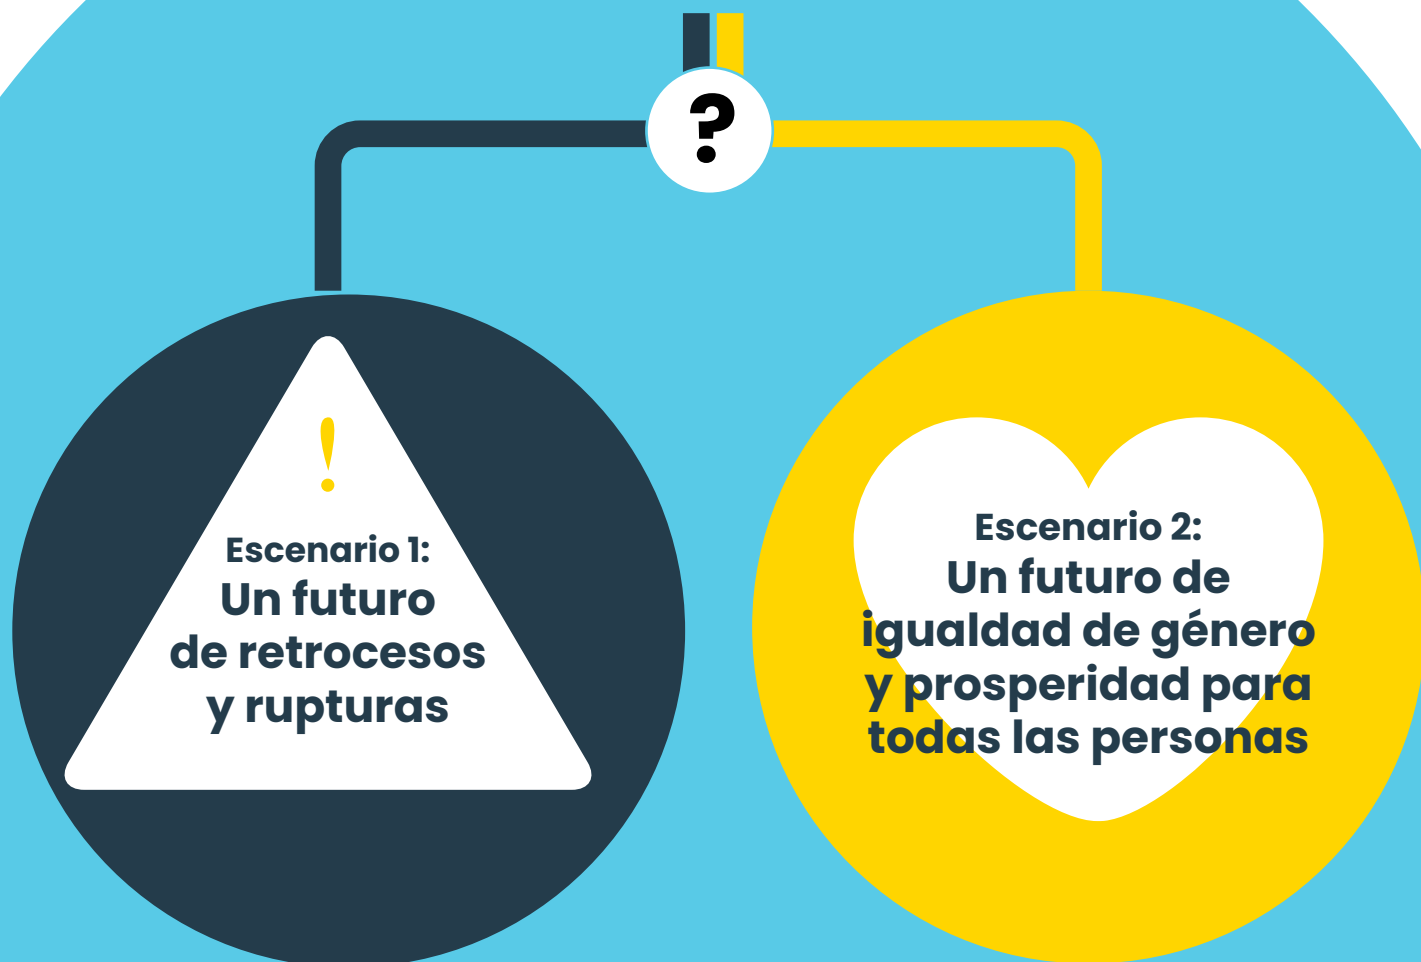 ?
!
Escenario 1:
Un futuro
de retrocesos
y rupturas
Escenario 2:
Un futuro de
igualdad de género
y prosperidad para
todas las personas